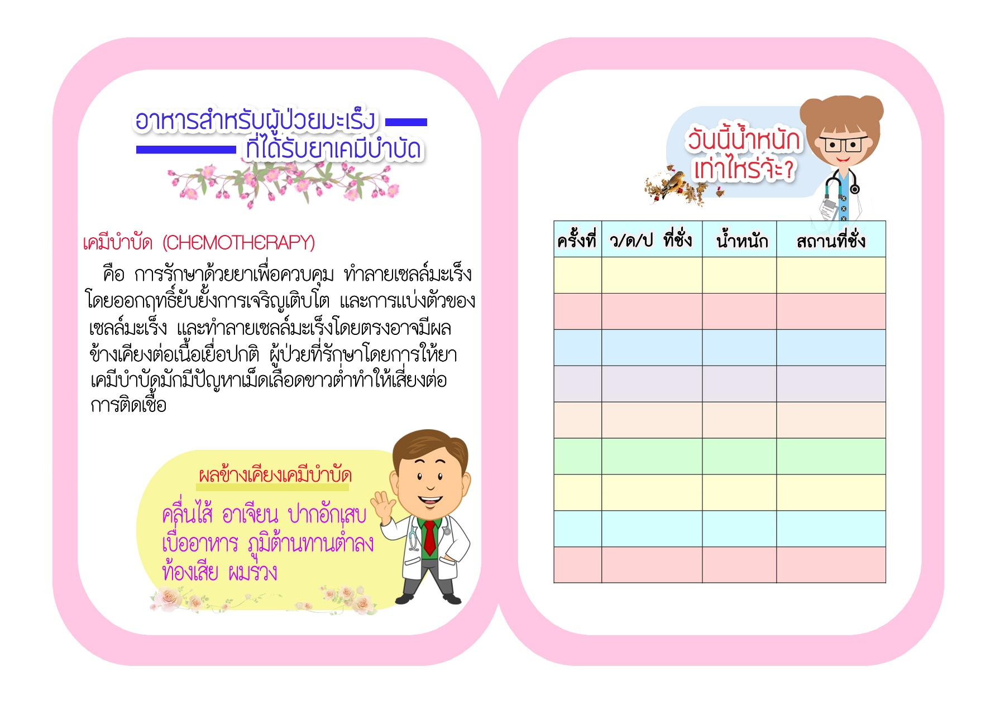 อาหารสำหรับผู้ป่วยมะเร็ง
ที่ได้รับยาเคมีบำบัด
เคมีบำบัด (CHEMOTHERAPY)
คือ การรักษาด้วยยาเพื่อควบคุม ทำลายเซลล์มะเร็ง
โดยออกฤทธิ์ยับยั้งการเจริญเติบโต และการแบ่งตัวของ
เซลล์มะเร็ง และทำลายเซลล์มะเร็งโดยตรงอาจมีผล
ข้างเคียงต่อเนื้อเยื่อปกติ ผู้ป่วยที่รักษาโดยการให้ยา
เคมีบำบัดมักมีปัญหาเม็ดเลือดขาวต่ำทำให้เสี่ยงต่อ
การติดเชื้อ
ผลข้างเคียงเคมีบำบัด
คลื่นไส้ อาเจียน ปากอักเสบ
เบื่ออาหาร ภูมิต้านทานต่ำลง
ท้องเสีย ผมร่วง
วันนี้น้ำหนัก
เท่าไหร่จ้ะ?
ครั้งที่ ว/ด/ป ที่ชั่ง น้ำหนัก สถานที่ชั่ง